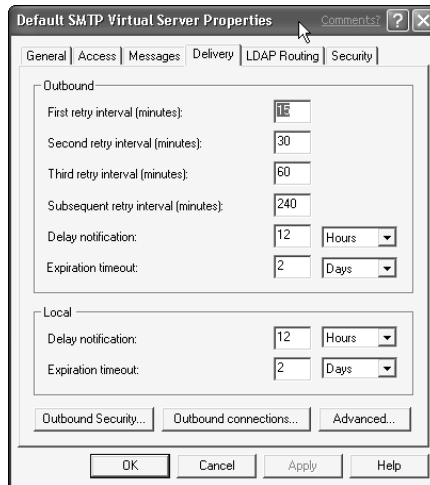 Default SMTP Virtual Server Properties Comments? ?
General Access Messages Delivery LDAP Routing Security
Outbound
First retry interval (minutes): 15
Second retry interval (minutes): 30
Third retry interval (minutes): 60
Subsequent retry interval (minutes): 240
Delay notification: 12 Hours
Expiration timeout: 2 Days
Local
Delay notification: 12 Hours
Expiration timeout: 2 Days
Outbound Security... Outbound connections... Advanced...
OK Cancel Apply Help